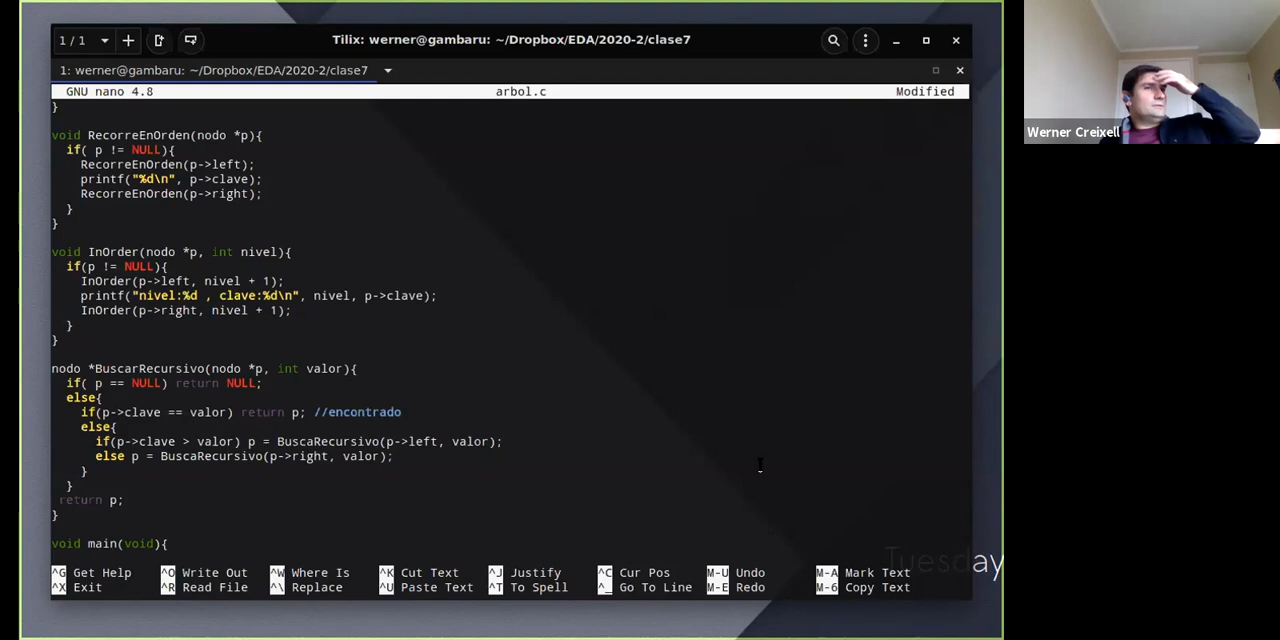 1 / 1
Tilix: werner@gambaru: ~/Dropbox/EDA/2020-2/clase7
1: werner@gambaru: ~/Dropbox/EDA/2020-2/clase7
GNU nano 4.8 arbol.c Modified
}
void RecorreEnOrden(nodo *p){
if( p != NULL){
RecorreEnOrden(p->left);
printf("%d\n", p->clave);
RecorreEnOrden(p->right);
}
}
void InOrder(nodo *p, int nivel){
if(p != NULL){
InOrder(p->left, nivel + 1);
printf("nivel:%d , clave:%d\n", nivel, p->clave);
InOrder(p->right, nivel + 1);
}
}
nodo *BuscarRecursivo(nodo *p, int valor){
if( p == NULL) return NULL;
else{
if(p->clave == valor) return p; //encontrado
else{
if(p->clave > valor) p = BuscaRecursivo(p->left, valor);
else p = BuscaRecursivo(p->right, valor);
}
}
return p;
}
void main(void){
^G Get Help ^O Write Out ^W Where Is ^K Cut Text ^J Justify ^C Cur Pos M-U Undo M-A Mark Text
^X Exit ^R Read File ^\ Replace ^U Paste Text ^T To Spell ^_ Go To Line M-E Redo M-6 Copy Text
Tuesday
Werner Creixell